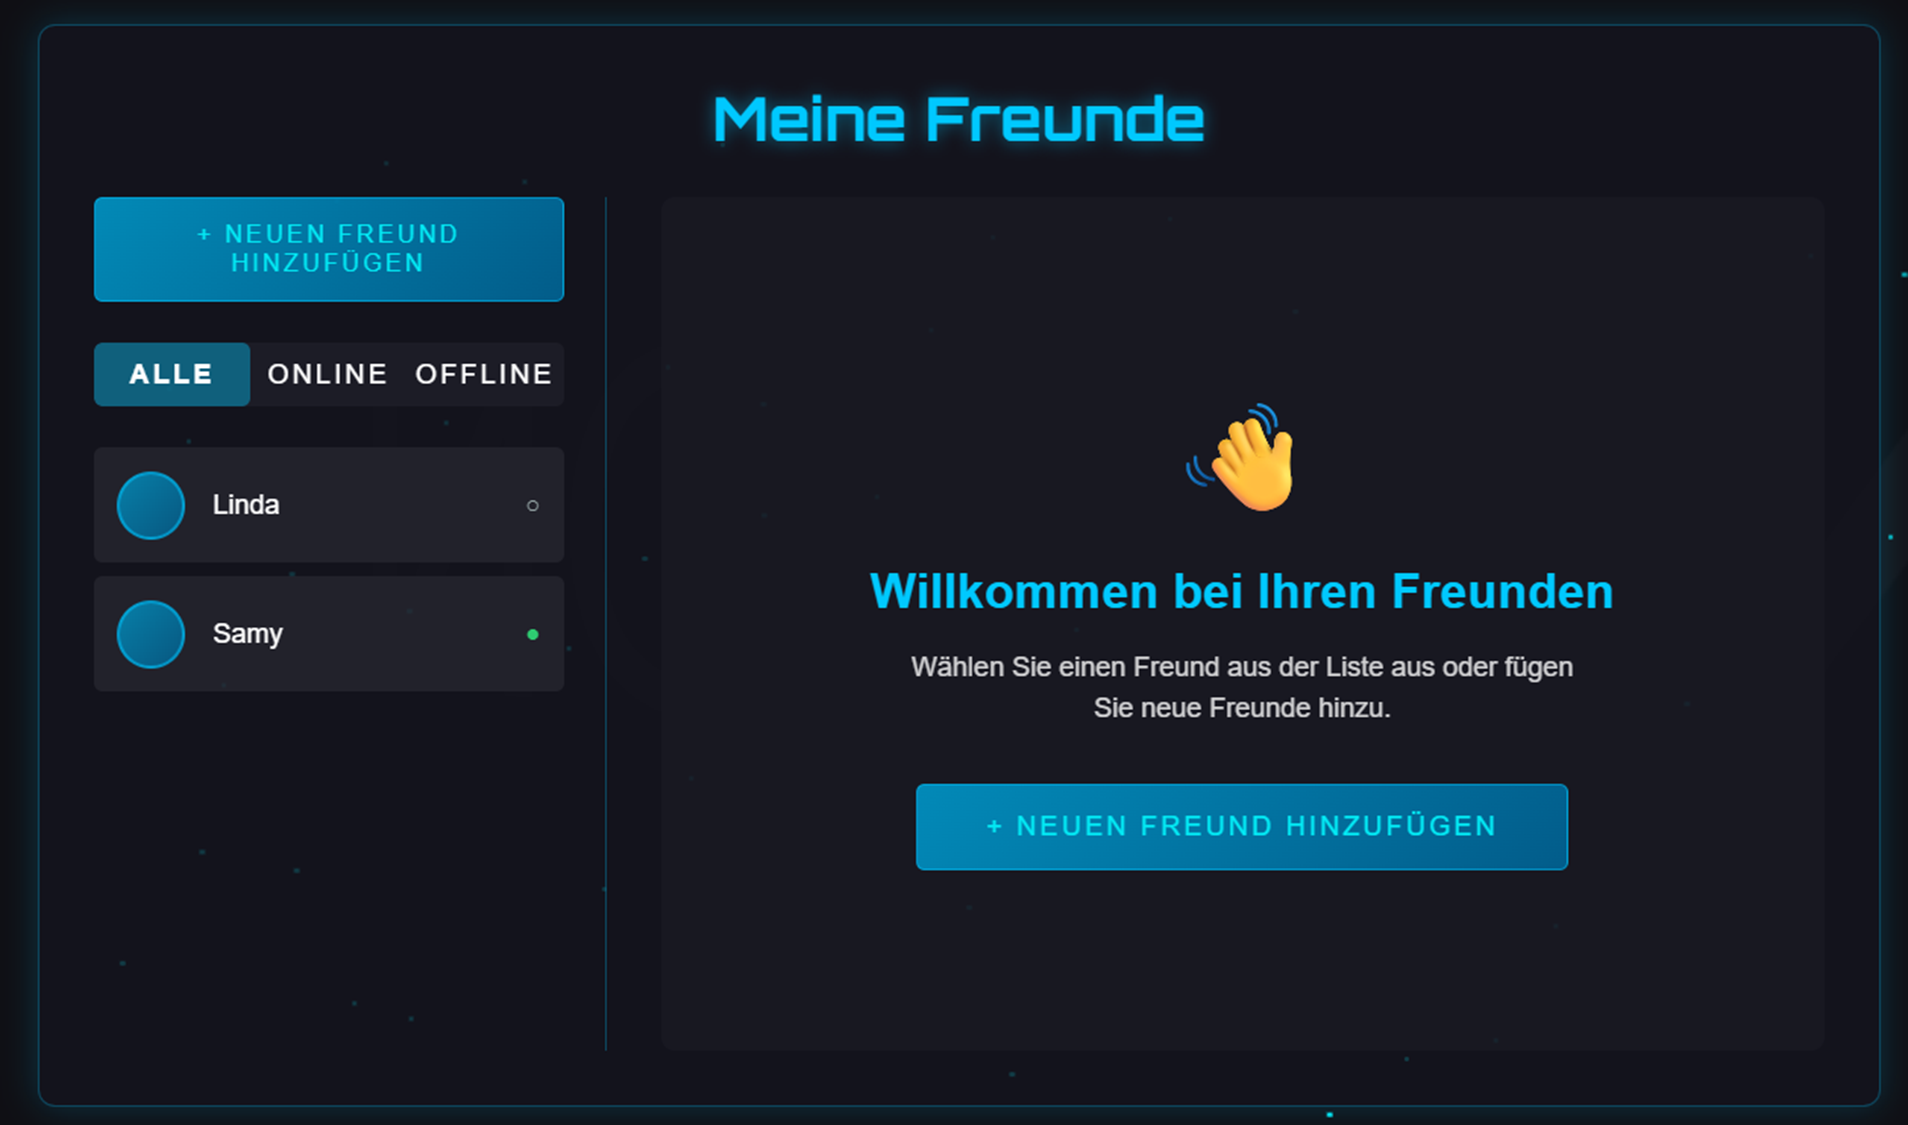 Meine Freunde
+ NEUEN FREUND
HINZUFÜGEN
ALLE ONLINE OFFLINE
Linda
Samy
Willkommen bei Ihren Freunden
Wählen Sie einen Freund aus der Liste aus oder fügen
Sie neue Freunde hinzu.
+ NEUEN FREUND HINZUFÜGEN